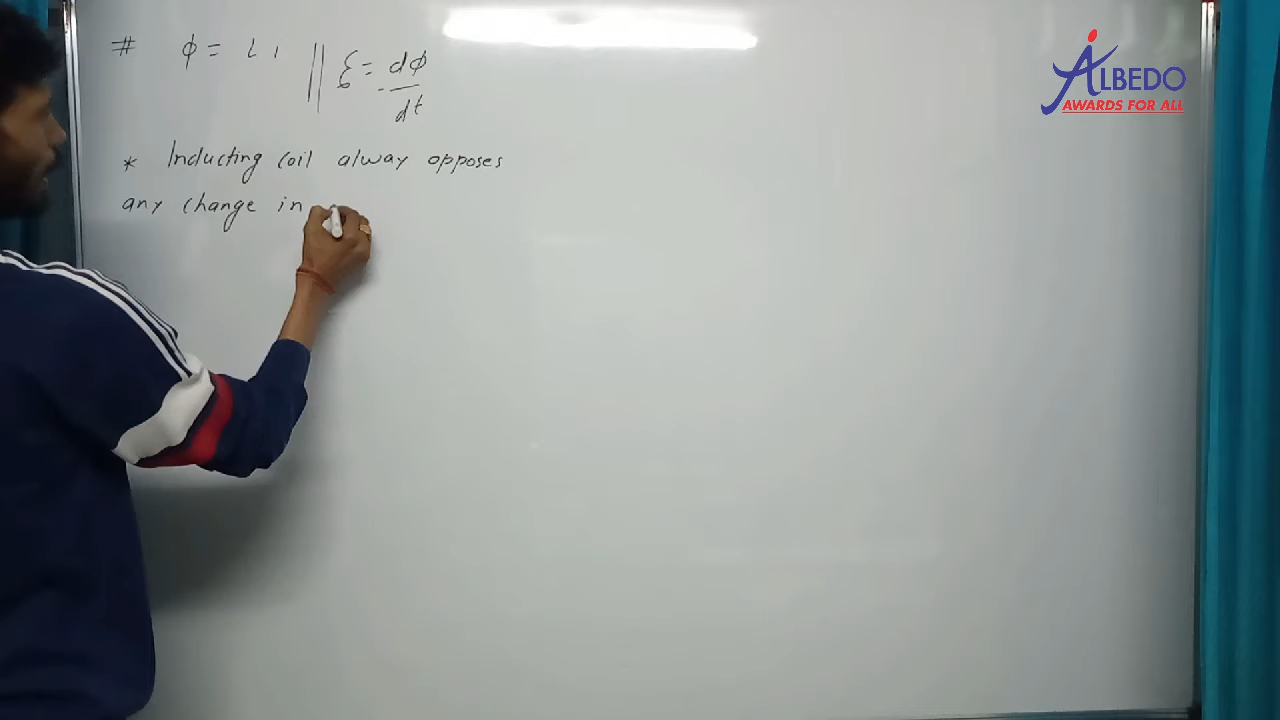 # φ = Li || ε = - dφ/dt
* Inducting coil alway opposes
any change in
ALBEDO
AWARDS FOR ALL